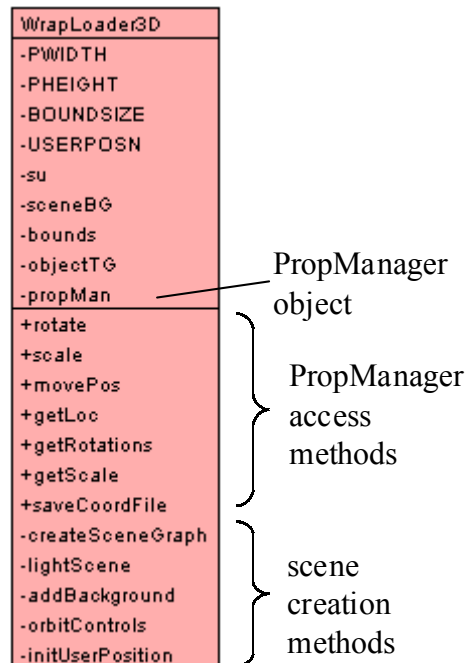 WrapLoader3D
-PWIDTH
-PHEIGHT
-BOUNDSIZE
-USERPOSN
-su
-sceneBG
-bounds
-objectTG
-propMan
PropManager
object
+rotate
+scale
+movePos
+getLoc
+getRotations
+getScale
+saveCoordFile
PropManager
access
methods
-createSceneGraph
-lightScene
-addBackground
-orbitControls
-initUserPosition
scene
creation
methods